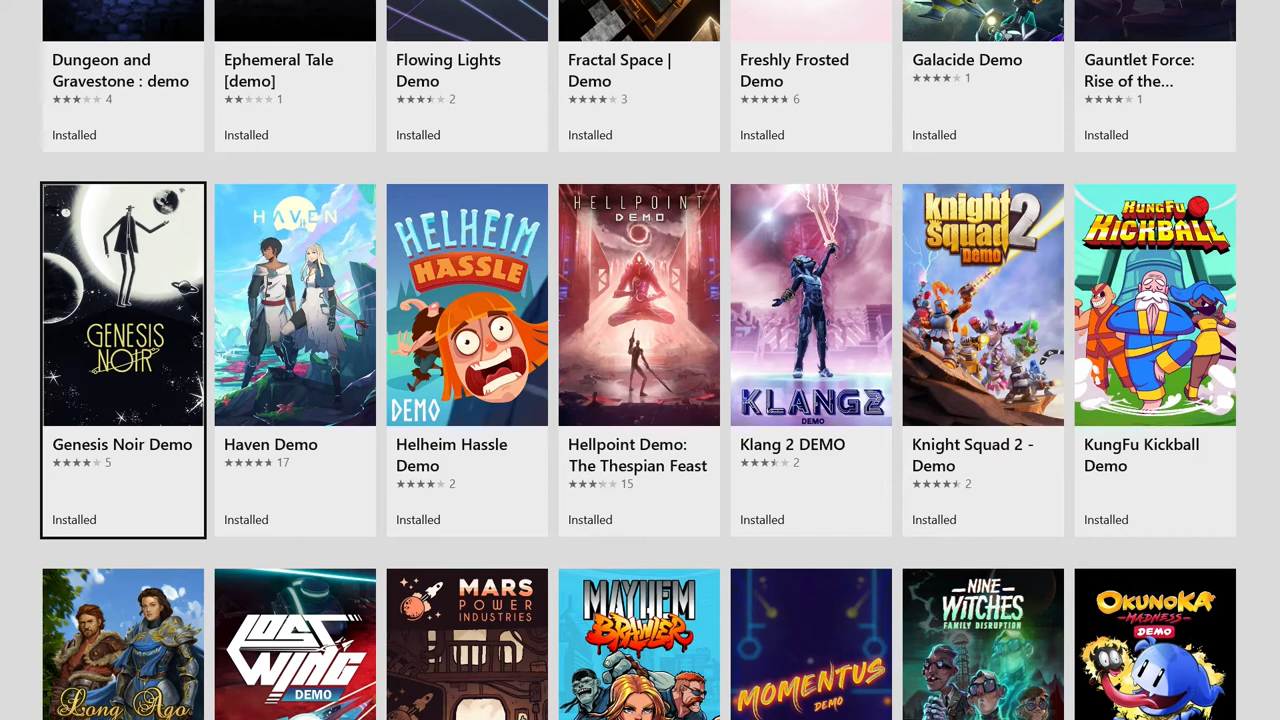 Dungeon and
Gravestone : demo
4
Installed
Ephemeral Tale
[demo]
1
Installed
Flowing Lights
Demo
2
Installed
Fractal Space |
Demo
3
Installed
Freshly Frosted
Demo
6
Installed
Galacide Demo
1
Installed
Gauntlet Force:
Rise of the...
1
Installed
GENESIS
NOIR
Genesis Noir Demo
5
Installed
HAVEN
Haven Demo
17
Installed
HELHEIM
HASSLE
DEMO
Helheim Hassle
Demo
2
Installed
HELLPOINT
DEMO
Hellpoint Demo:
The Thespian Feast
15
Installed
KLANG2
DEMO
Klang 2 DEMO
2
Installed
knight
squad 2
Demo
Knight Squad 2 -
Demo
2
Installed
KUNGFU
KICKBALL
KungFu Kickball
Demo
Installed
Long Ago
LOST
WING
DEMO
MARS
POWER
INDUSTRIES
MAYHEM
BRAWLER
MOMENTUS
DEMO
NINE
WITCHES
FAMILY DISRUPTION
OKUNOKA
MADNESS
DEMO